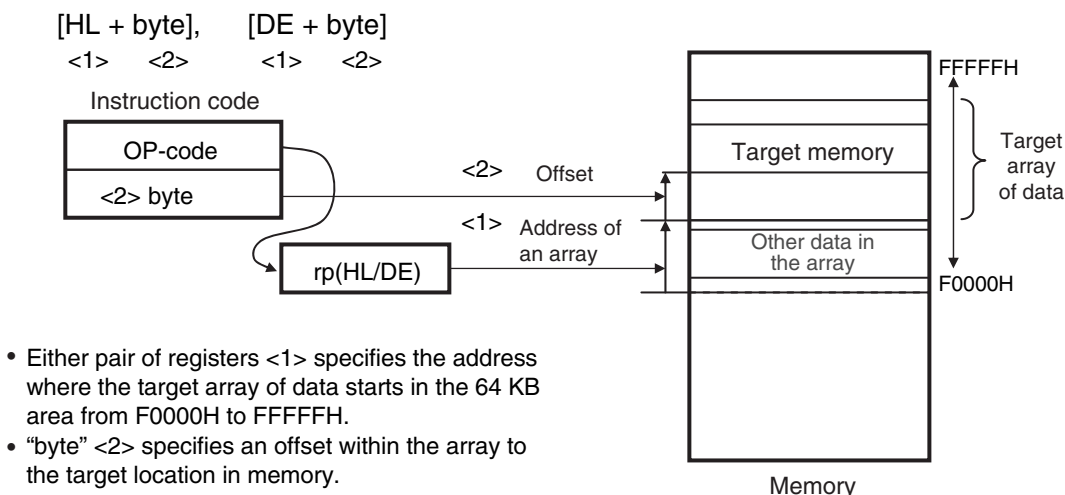 [HL + byte], [DE + byte]
<1> <2> <1> <2>
Instruction code
OP-code
<2> byte
<2> Offset
<1> Address of
an array
rp(HL/DE)
FFFFFH
Target memory
Target
array
of data
Other data in
the array
F0000H
Memory
• Either pair of registers <1> specifies the address
where the target array of data starts in the 64 KB
area from F0000H to FFFFFH.
• “byte” <2> specifies an offset within the array to
the target location in memory.